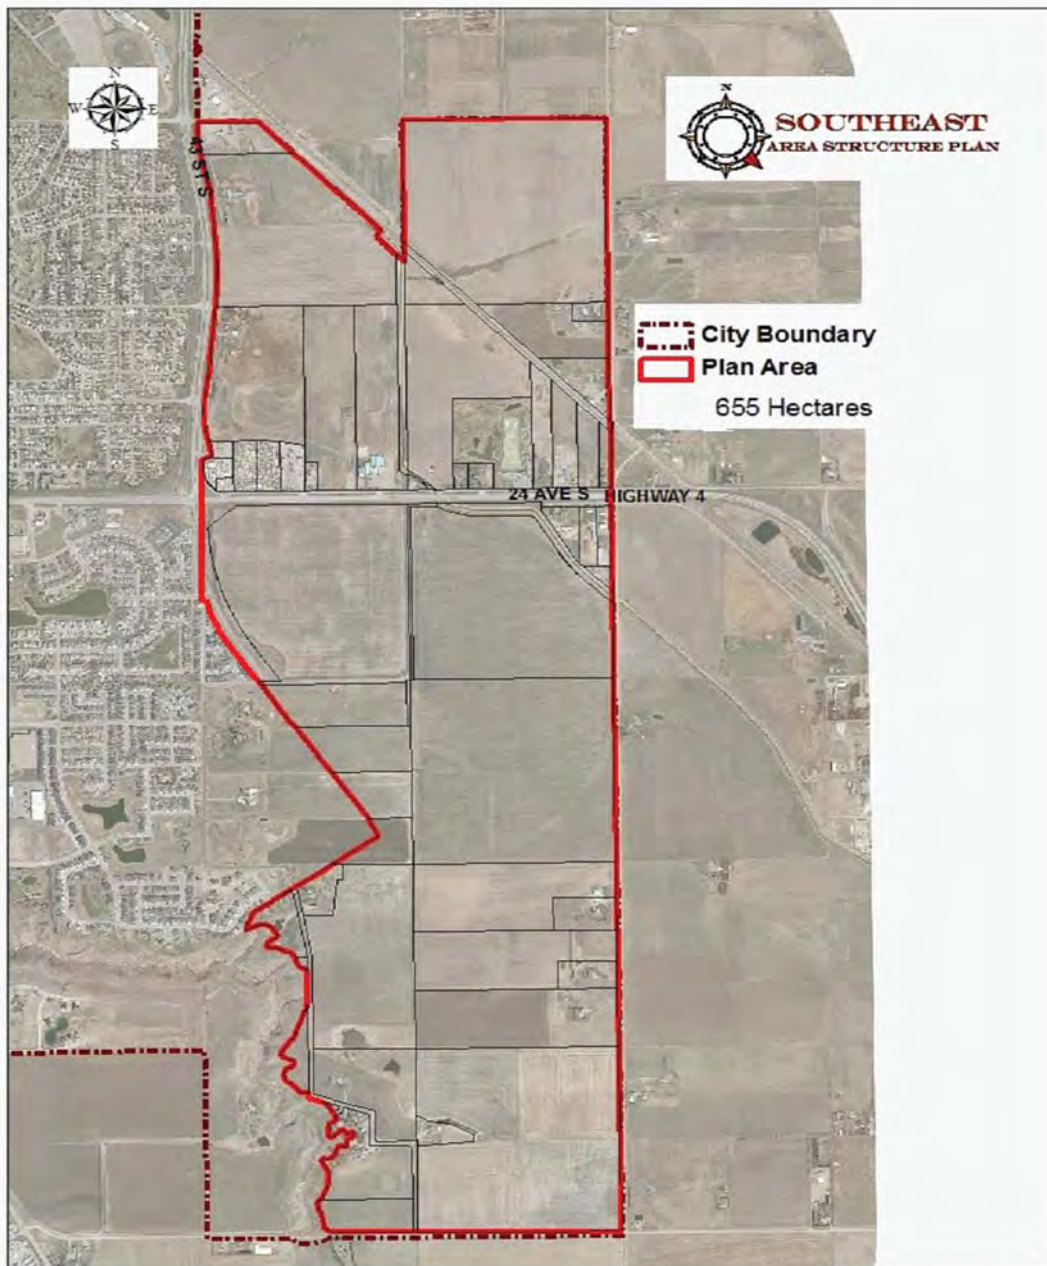 N
W E
S
N
SOUTHEAST
AREA STRUCTURE PLAN
43 ST S
City Boundary
Plan Area
655 Hectares
24 AVE S HIGHWAY 4